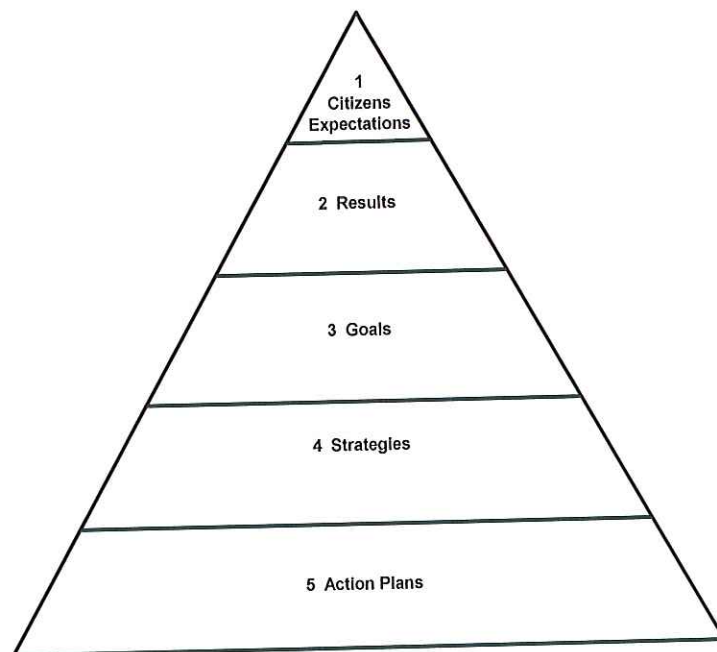 1
Citizens
Expectations
2 Results
3 Goals
4 Strategies
5 Action Plans